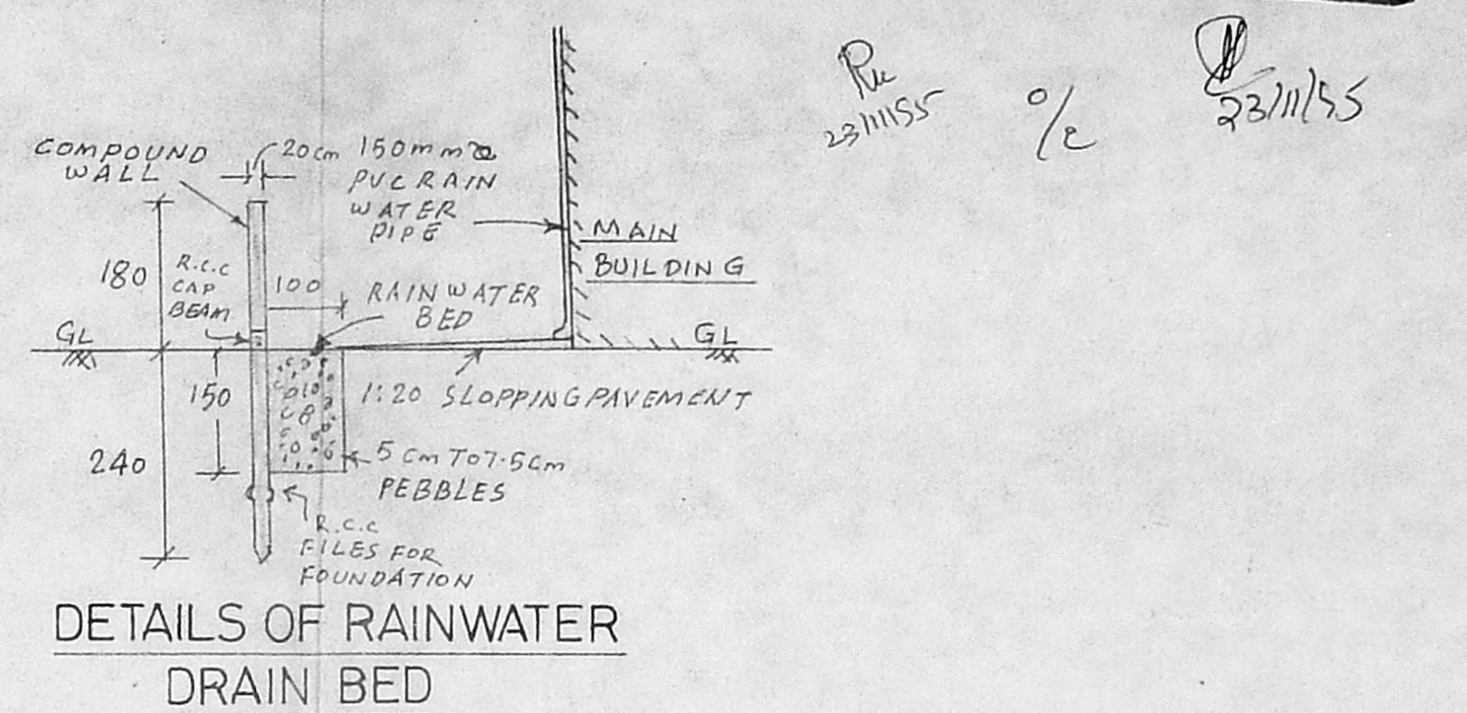 COMPOUND
WALL
20cm
150mm⌀
PVC RAIN
WATER
PIPE
MAIN
BUILDING
180
R.C.C
CAP
BEAM
100
RAINWATER
BED
GL
GL
150
1:20 SLOPPING PAVEMENT
240
5 cm TO 7.5cm
PEBBLES
R.C.C
FILES FOR
FOUNDATION
DETAILS OF RAINWATER
DRAIN BED
23/11/55
23/11/55